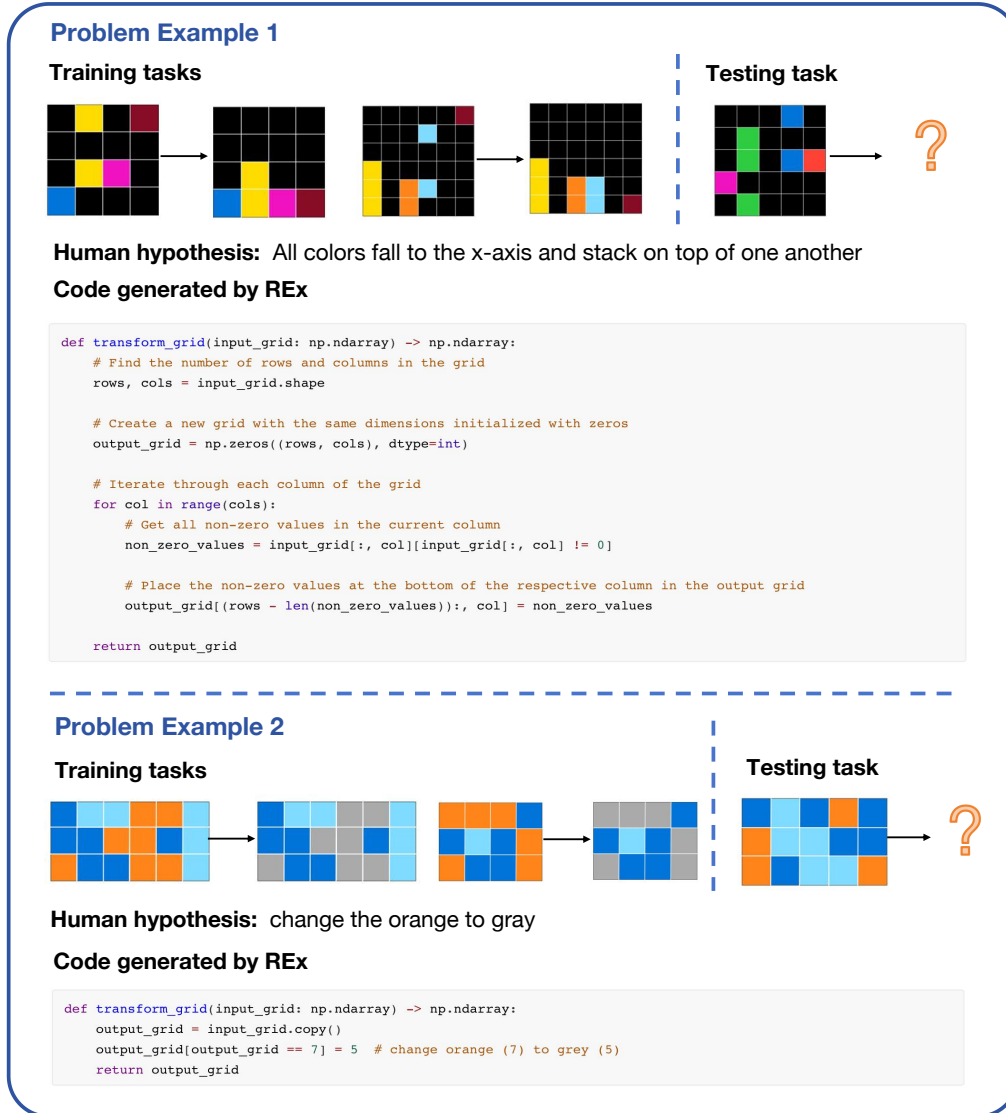 Problem Example 1
Training tasks
Testing task
?
Human hypothesis: All colors fall to the x-axis and stack on top of one another
Code generated by REx
def transform_grid(input_grid: np.ndarray) -> np.ndarray:
    # Find the number of rows and columns in the grid
    rows, cols = input_grid.shape
    # Create a new grid with the same dimensions initialized with zeros
    output_grid = np.zeros((rows, cols), dtype=int)
    # Iterate through each column of the grid
    for col in range(cols):
        # Get all non-zero values in the current column
        non_zero_values = input_grid[:, col][input_grid[:, col] != 0]
        # Place the non-zero values at the bottom of the respective column in the output grid
        output_grid[(rows - len(non_zero_values)):, col] = non_zero_values
    return output_grid
Problem Example 2
Training tasks
Testing task
?
Human hypothesis: change the orange to gray
Code generated by REx
def transform_grid(input_grid: np.ndarray) -> np.ndarray:
    output_grid = input_grid.copy()
    output_grid[output_grid == 7] = 5  # change orange (7) to grey (5)
    return output_grid